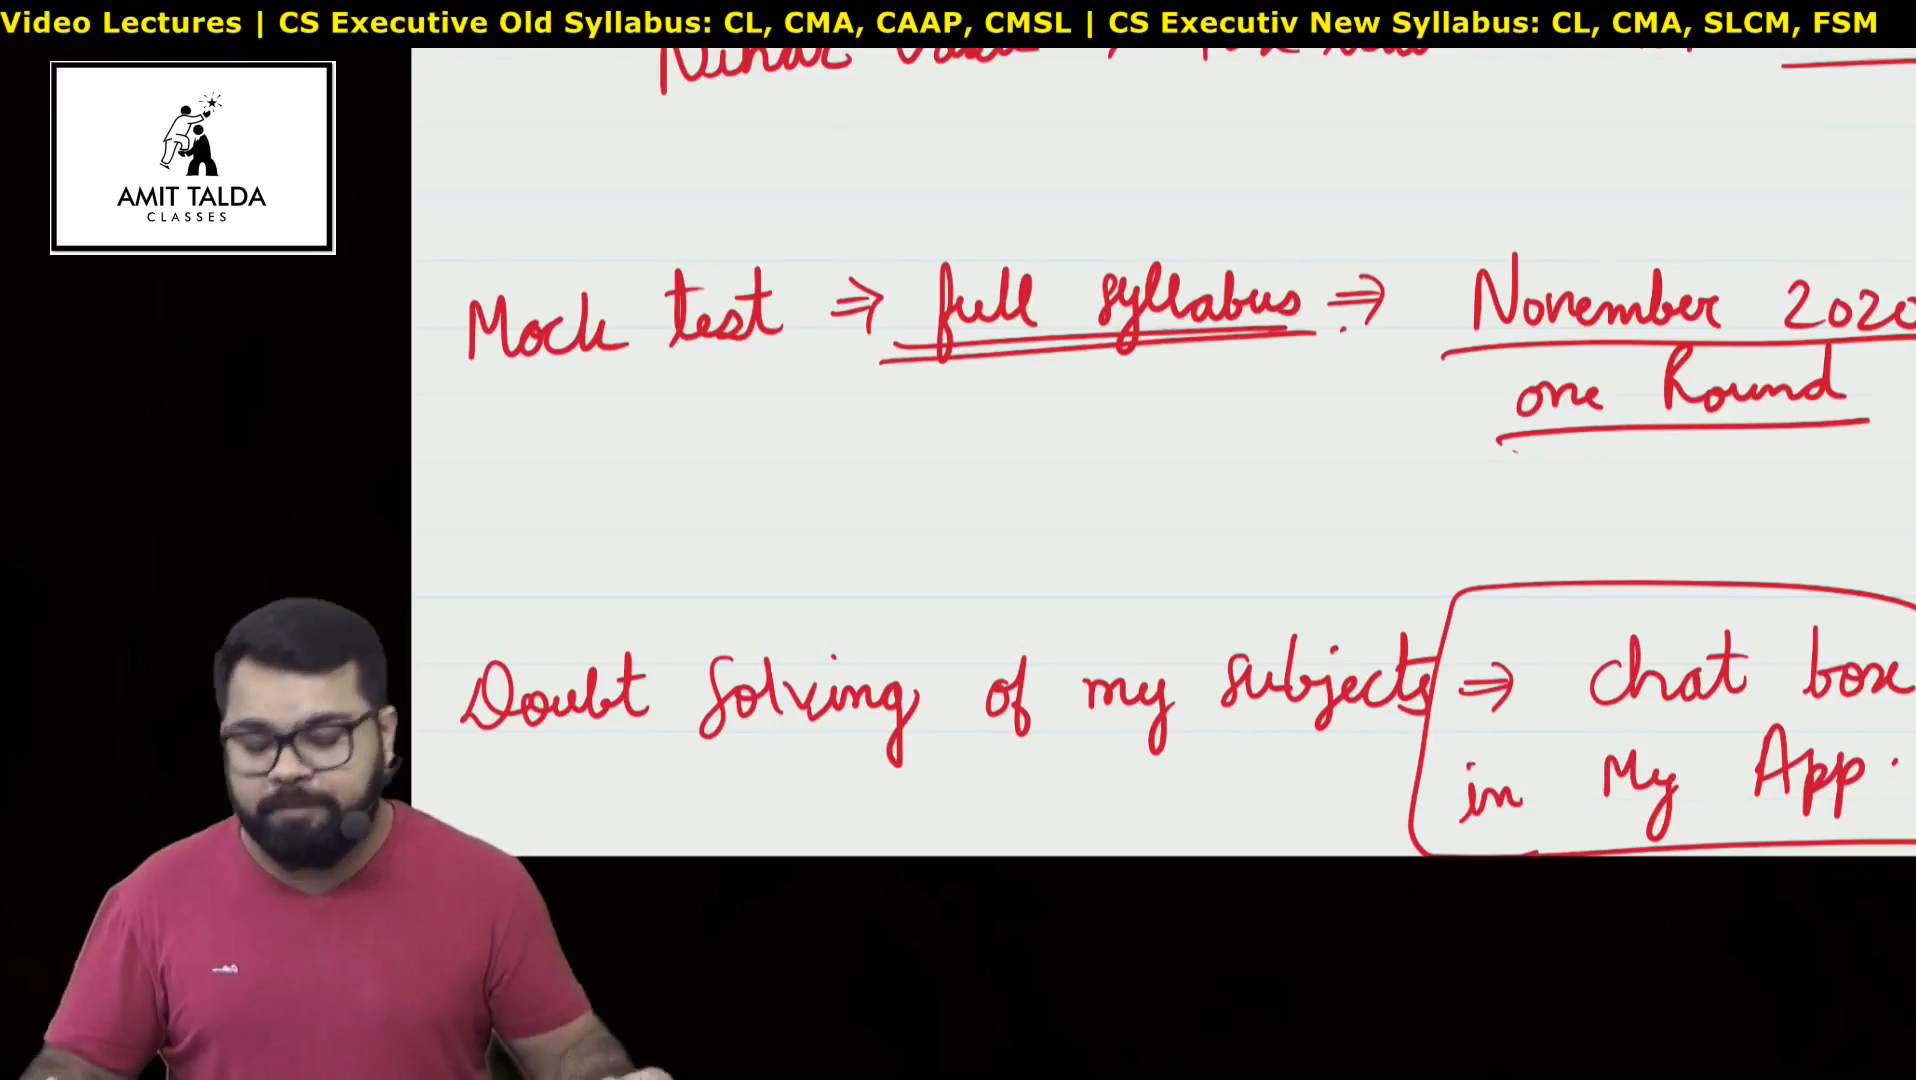 Video Lectures | CS Executive Old Syllabus: CL, CMA, CAAP, CMSL | CS Executiv New Syllabus: CL, CMA, SLCM, FSM
AMIT TALDA
CLASSES
Mock test ⇒ full syllabus ⇒ November 2020
one Round
Doubt Solving of my subjects ⇒ chat box
in My App.